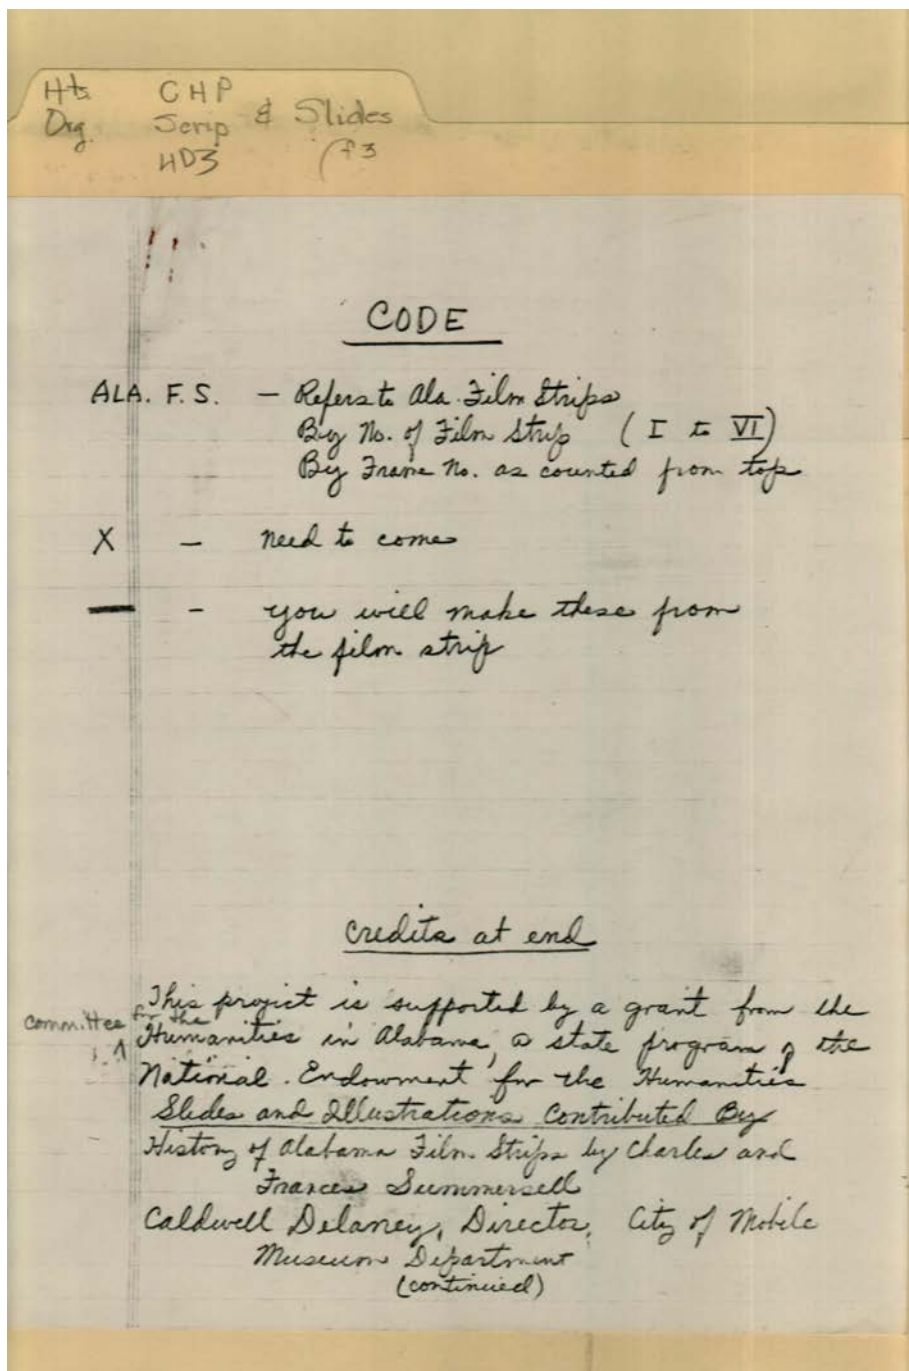 Hts. CHP
Org. Scrip & Slides
HD3 f3
CODE
ALA. F. S. - Refers to Ala. Film Strips
By No. of Film Strip (I to VI)
By Frame No. as counted from top
X - need to come
— - you will make these from
the film strip
Credits at end
This project is supported by a grant from the
committee for the
Humanities in Alabama, a state program of the
National Endowment for the Humanities
Slides and Illustrations Contributed By
History of Alabama Film Strips by Charles and
Frances Summersell
Caldwell Delaney, Director, City of Mobile
Museum Department
(continued)